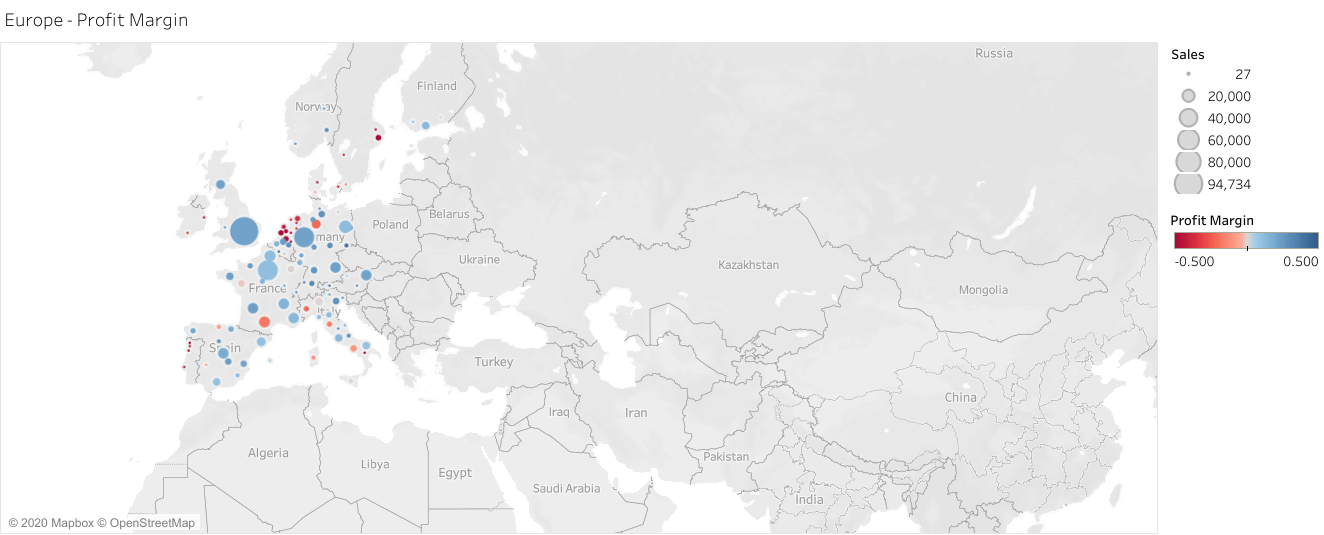 Europe - Profit Margin
Russia
Finland
Norway
Poland
Belarus
many
Ukraine
France
Kazakhstan
Mongolia
Italy
Spain
Turkey
China
Iraq
Iran
Algeria
Libya
Egypt
Pakistan
Saudi Arabia
India
© 2020 Mapbox © OpenStreetMap
Sales
27
20,000
40,000
60,000
80,000
94,734
Profit Margin
-0.500 0.500